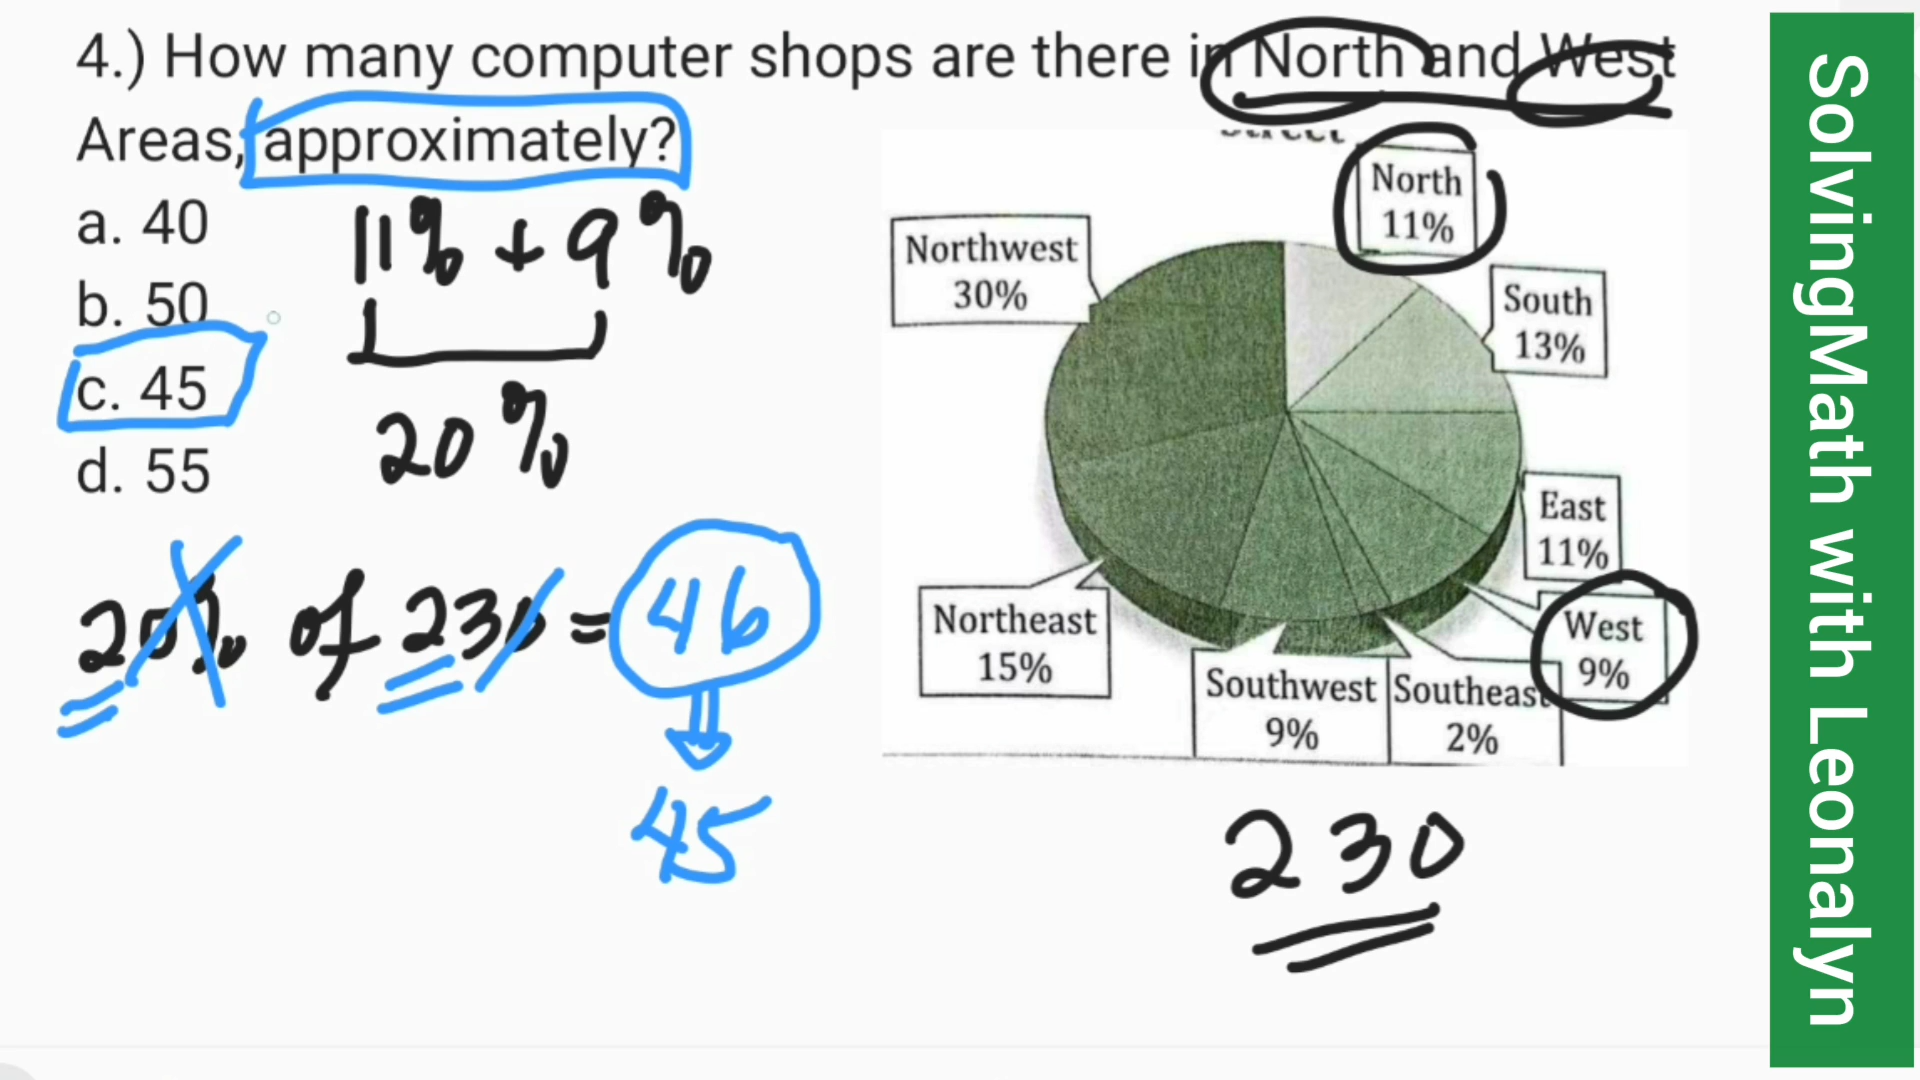 4.) How many computer shops are there in North and West
Areas, approximately?
a. 40
b. 50
c. 45
d. 55
11% + 9%
20%
20% of 230 = 46
45
North
11%
Northwest
30%
South
13%
East
11%
West
9%
Northeast
15%
Southwest
9%
Southeast
2%
230
SolvingMath with Leonalyn